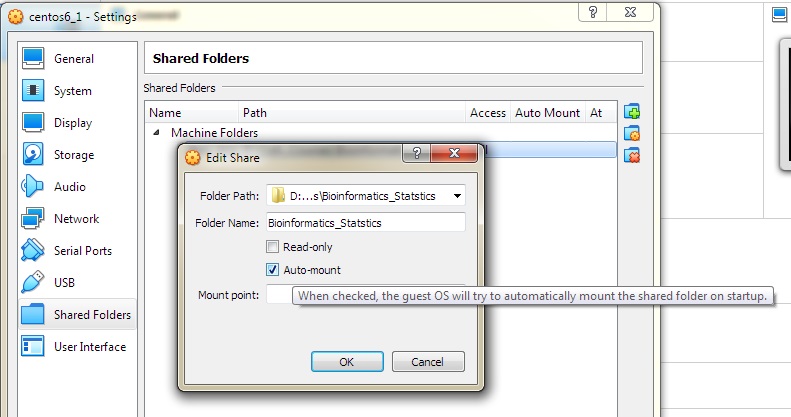 centos6_1 - Settings
General
System
Display
Storage
Audio
Network
Serial Ports
USB
Shared Folders
User Interface
Shared Folders
Shared Folders
Name Path Access Auto Mount At
Machine Folders
Edit Share
Folder Path: D:...s\Bioinformatics_Statstics
Folder Name: Bioinformatics_Statstics
Read-only
Auto-mount
Mount point:
When checked, the guest OS will try to automatically mount the shared folder on startup.
OK Cancel